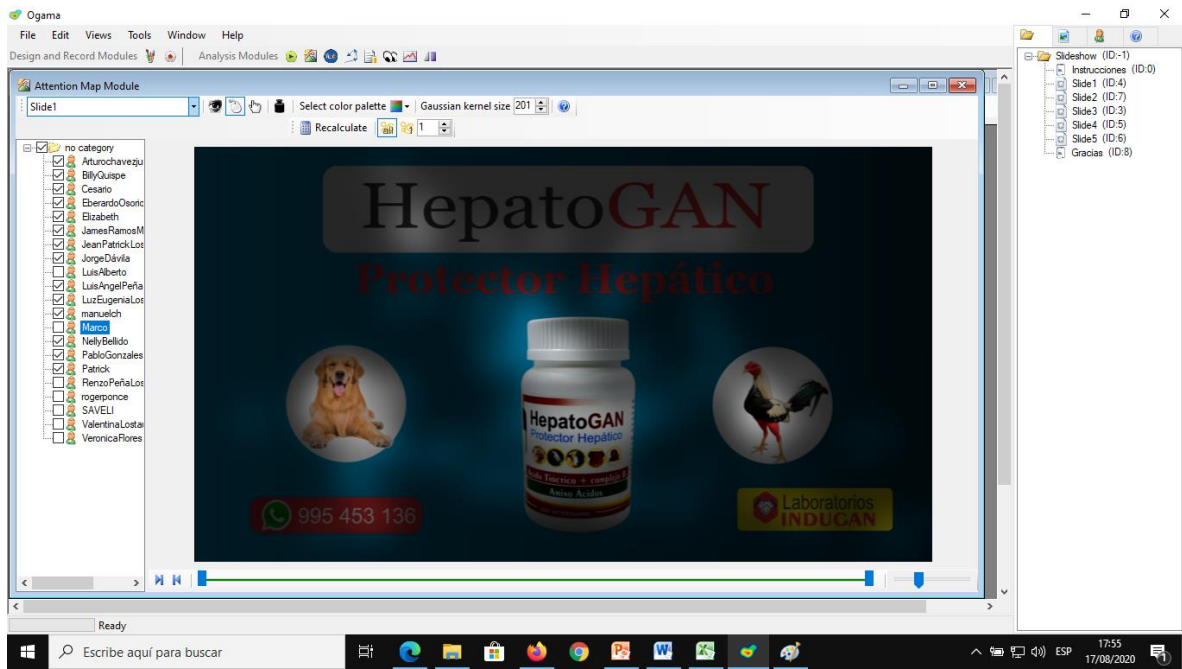 Ogama
File Edit Views Tools Window Help
Design and Record Modules Analysis Modules
Attention Map Module
Slide1 Select color palette Gaussian kernel size 201
Recalculate 1
no category
Arturochavezju
BillyQuispe
Cesario
EberardoOsoric
Elizabeth
JamesRamosM
JeanPatrickLos
JorgeDávila
LuisAlberto
LuisAngelPeña
LuzEugeniaLos
manuelch
Marco
NellyBellido
PabloGonzales
Patrick
RenzoPeñaLos
rogerponce
SAVELI
ValentinaLostau
VeronicaFlores
HepatoGAN
Protector Hepático
HepatoGAN
Protector Hepático
Acido Tioctico + complejo B
Amino Acidos
995 453 136
Laboratorios
INDUGAN
Slideshow (ID:-1)
Instrucciones (ID:0)
Slide1 (ID:4)
Slide2 (ID:7)
Slide3 (ID:3)
Slide4 (ID:5)
Slide5 (ID:6)
Gracias (ID:8)
Ready
Escribe aquí para buscar
ESP
17:55
17/08/2020
1